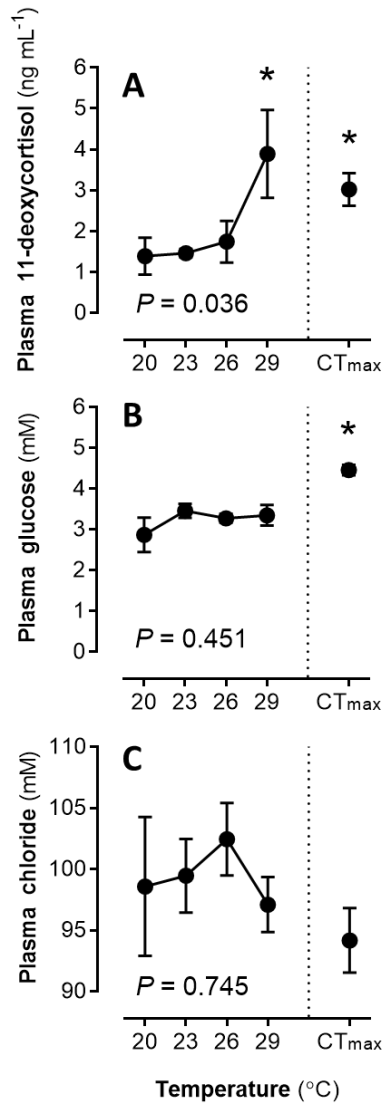 Plasma 11-deoxycortisol (ng mL⁻¹)
A
6
5
4
3
2
1
0
*
*
P = 0.036
20 23 26 29 CTmax
Plasma glucose (mM)
B
6
5
4
3
2
1
0
*
P = 0.451
20 23 26 29 CTmax
Plasma chloride (mM)
C
110
105
100
95
90
P = 0.745
20 23 26 29 CTmax
Temperature (°C)